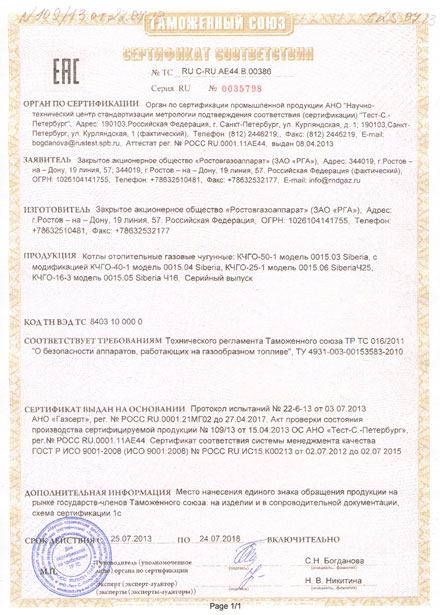 ТАМОЖЕННЫЙ СОЮЗ
СЕРТИФИКАТ СООТВЕТСТВИЯ
ЕАС
№ ТС RU C-RU.АЕ44.В.00386
Серия RU № 0035798
ОРГАН ПО СЕРТИФИКАЦИИ Орган по сертификации промышленной продукции АНО "Научно-
технический центр стандартизации метрологии подтверждения соответствия (сертификации) "Тест-С.-
Петербург", Адрес: 190103,Российская Федерация, г. Санкт-Петербург, ул. Курляндская, д. 1; 190103,Санкт-
Петербург, ул. Курляндская, 1 (фактический), Телефон (812) 2446219;, Факс: (812) 2446219, E-mail:
bogdanova@rustest.spb.ru, Аттестат рег. № РОСС RU.0001.11АЕ44, выдан 08.04.2013
ЗАЯВИТЕЛЬ Закрытое акционерное общество «Ростовгазоаппарат» (ЗАО «РГА»), Адрес: 344019, г.Ростов –
на – Дону, 19 линия, 57. Российская Федерация; 344019, г.Ростов – на – Дону, 19 линия, 57. Российская Федерация (фактический),
ОГРН: 1026104141755, Телефон: +78632510481, Факс: +78632532177, E-mail: info@rndgaz.ru
ИЗГОТОВИТЕЛЬ Закрытое акционерное общество «Ростовгазоаппарат» (ЗАО «РГА»), Адрес:
г.Ростов – на – Дону, 19 линия, 57. Российская Федерация, ОГРН: 1026104141755, Телефон:
+78632510481, Факс: +78632532177
ПРОДУКЦИЯ Котлы отопительные газовые чугунные: КЧГО-50-1 модель 0015.03 Siberia, с
модификацией КЧГО-40-1 модель 0015.04 Siberia, КЧГО-25-1 модель 0015.06 SiberiaЧ25,
КЧГО-16-3 модель 0015.05 Siberia Ч16. Серийный выпуск
КОД ТН ВЭД ТС 8403 10 000 0
СООТВЕТСТВУЕТ ТРЕБОВАНИЯМ Технического регламента Таможенного союза ТР ТС 016/2011
"О безопасности аппаратов, работающих на газообразном топливе", ТУ 4931-003-00153583-2010
СЕРТИФИКАТ ВЫДАН НА ОСНОВАНИИ Протокол испытаний № 22-6-13 от 03.07.2013
АНО «Газсерт», рег.№ РОСС.RU.0001.21МГ02 до 27.04.2017. Акт проверки состояния
производства сертифицируемой продукции № 109/13 от 15.04.2013 ОС АНО «Тест-С.-Петербург»,
рег.№ РОСС RU.0001.11АЕ44. Сертификат соответствия системы менеджмента качества
ГОСТ Р ИСО 9001-2008 (ИСО 9001:2008) № РОСС RU ИС15.К00213 от 02.07.2012 до 02.07 2015
ДОПОЛНИТЕЛЬНАЯ ИНФОРМАЦИЯ Место нанесения единого знака обращения продукции на
рынке государств-членов Таможенного союза: на изделии и в сопроводительной документации,
схема сертификации 1с
СРОК ДЕЙСТВИЯ С 25.07.2013 ПО 24.07.2018 ВКЛЮЧИТЕЛЬНО
Руководитель (уполномоченное
лицо) органа по сертификации
С.Н. Богданова
Эксперт (эксперт-аудитор)
(эксперты (эксперты-аудиторы))
Н. В. Никитина
Page 1/1